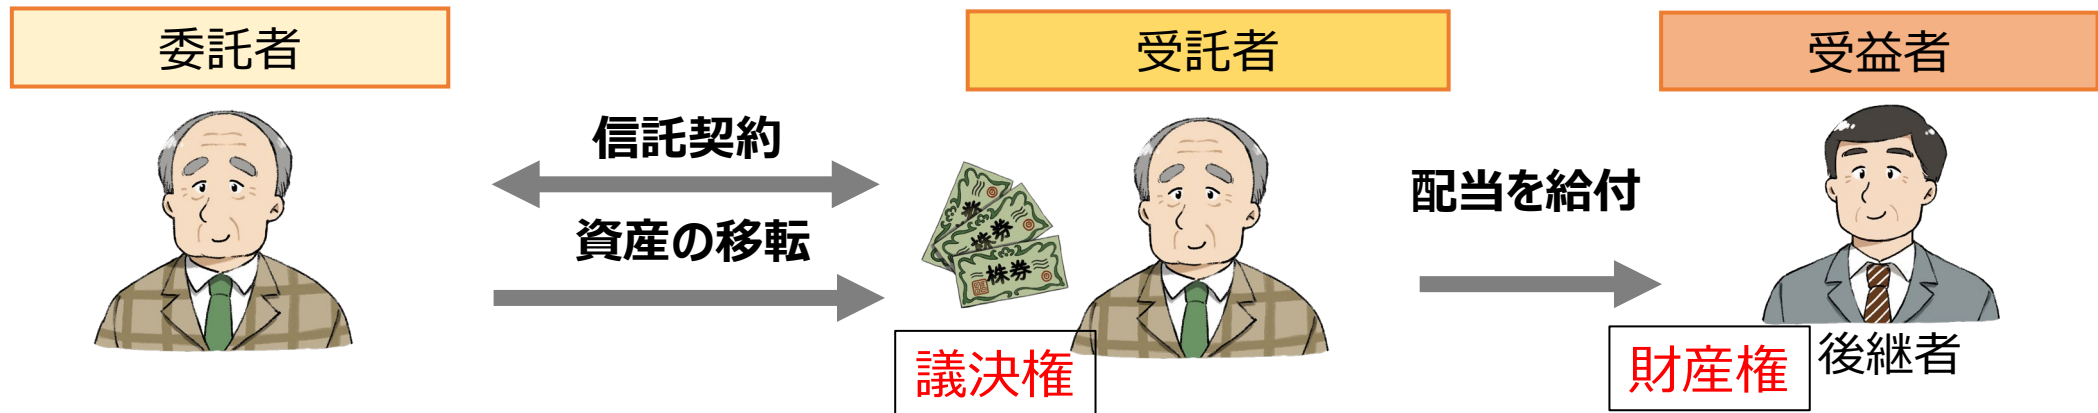 委託者
受託者
受益者
信託契約
資産の移転
株券
株券
券
議決権
配当を給付
財産権
後継者